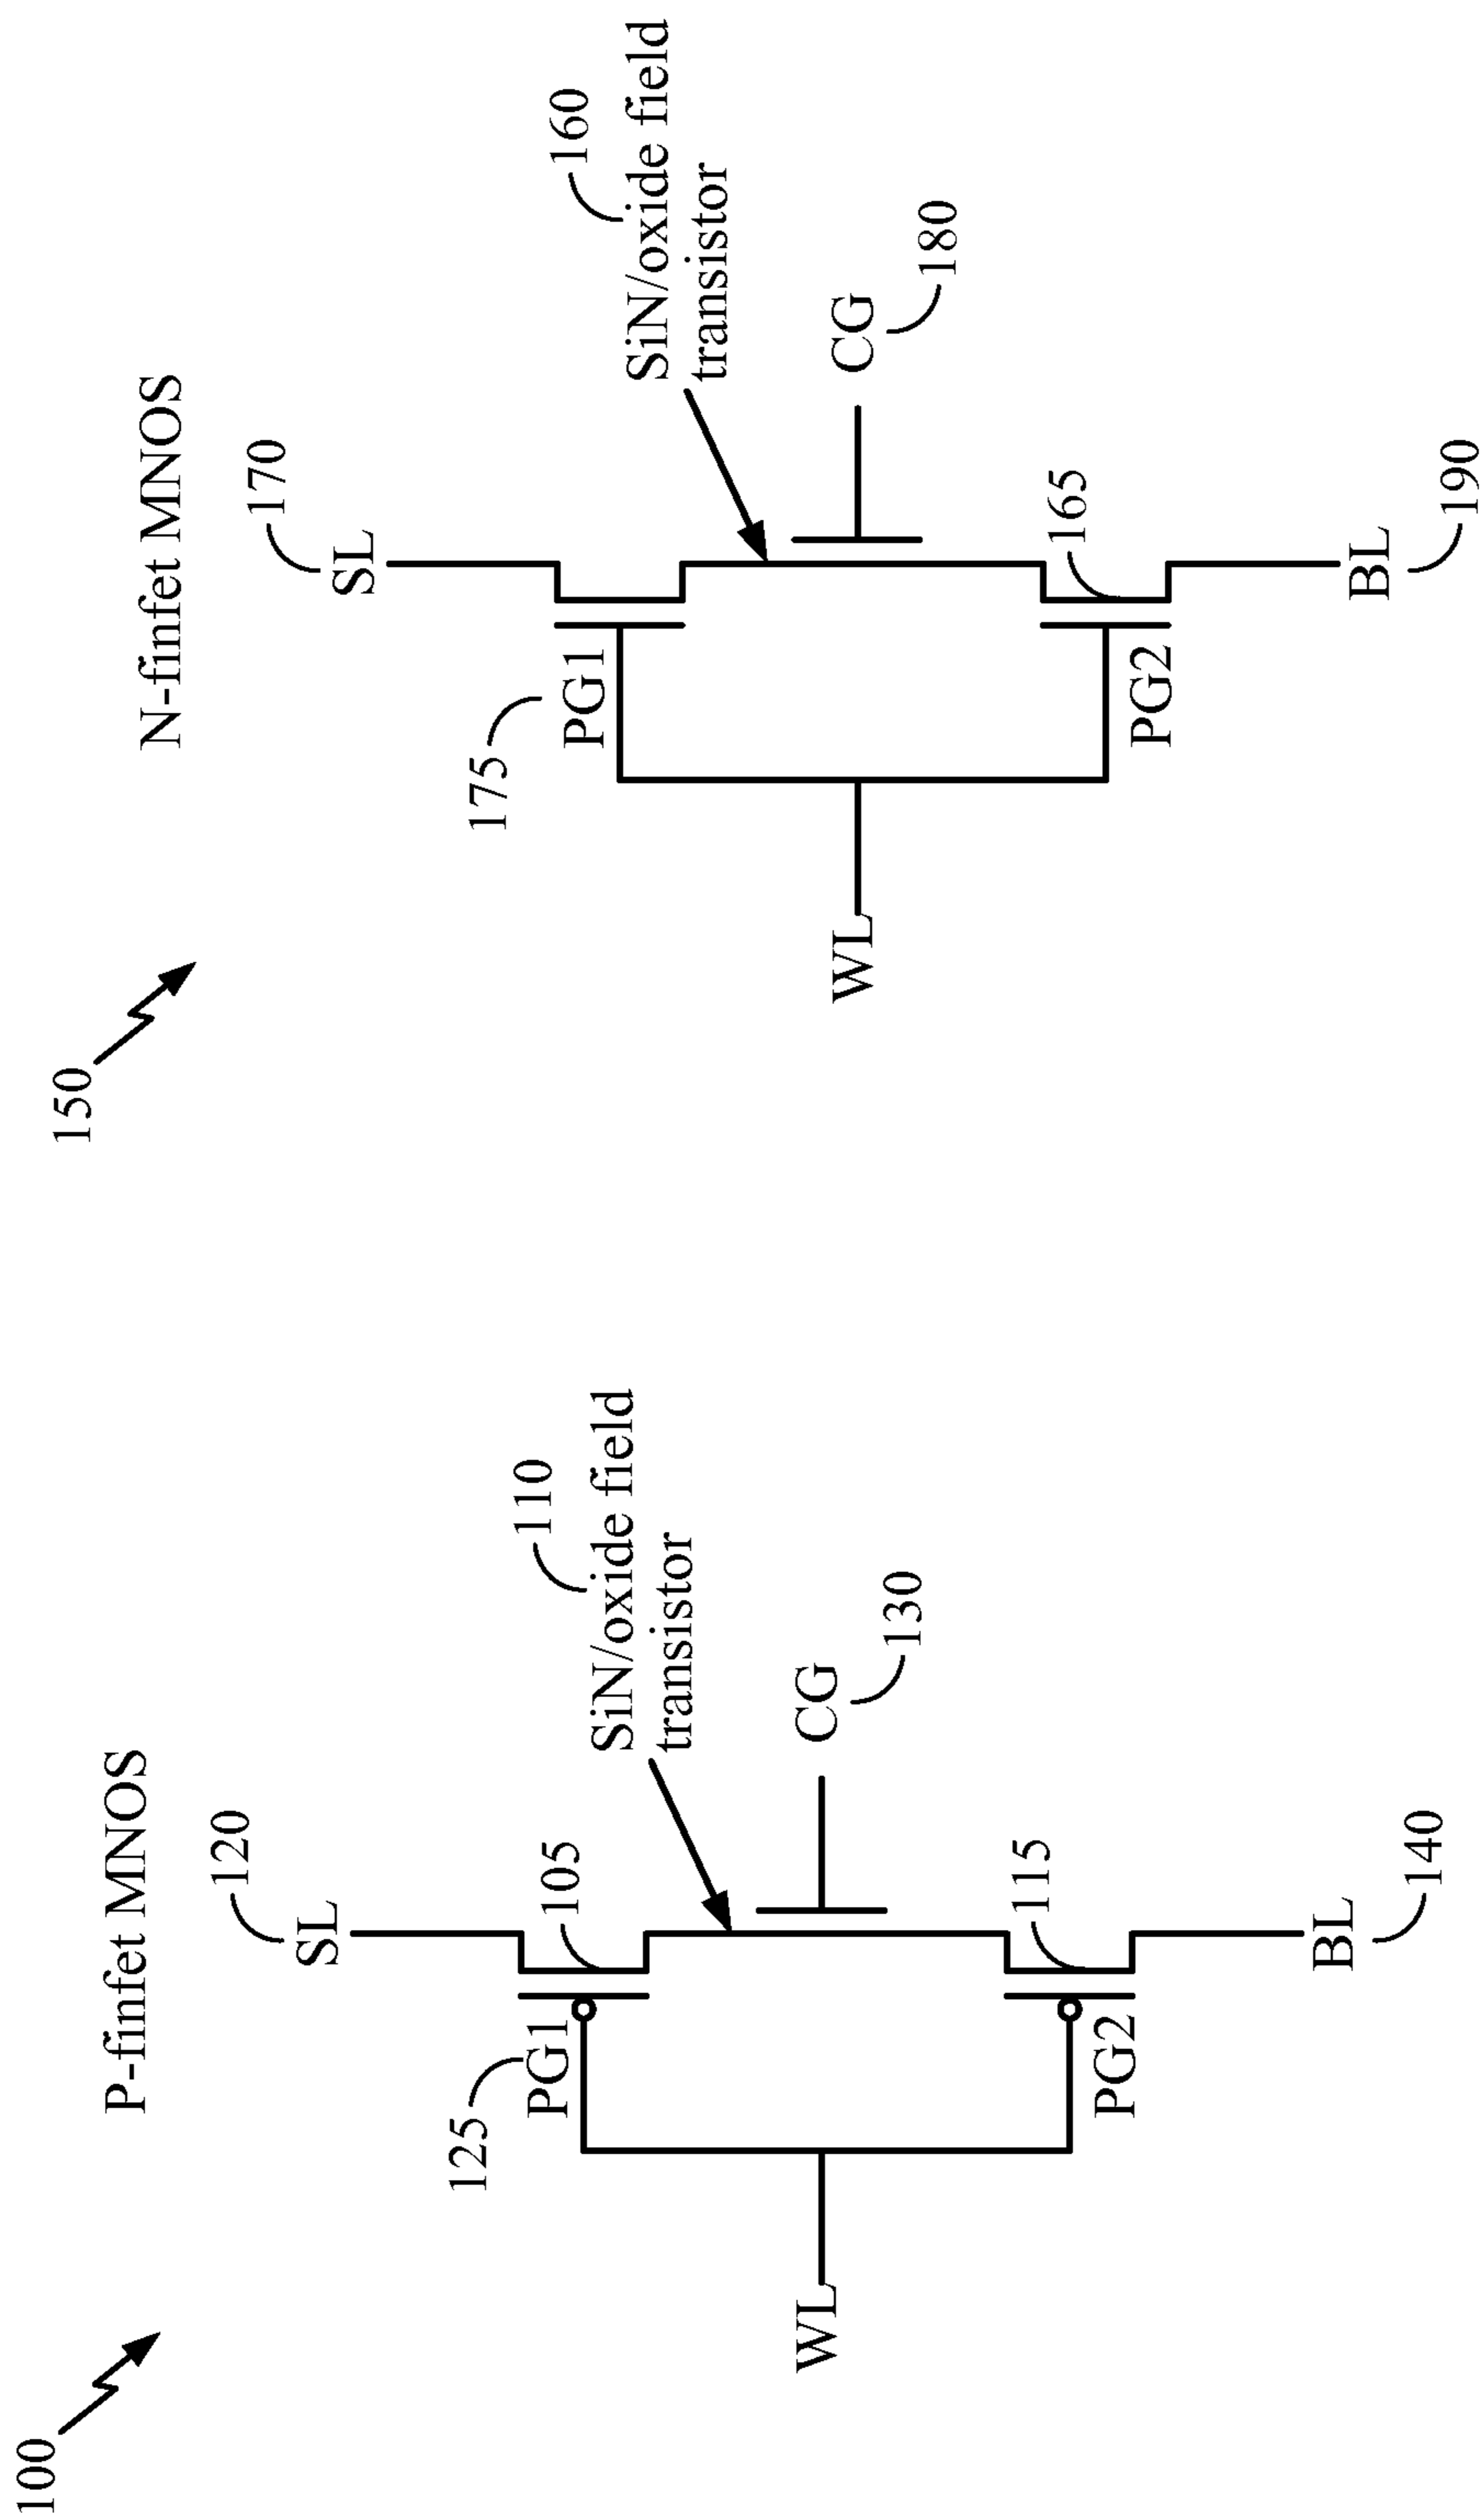 100
P-finfet MNOS
120
SL
125
PG1
105
110
SiN/oxide field
transistor
WL
CG
130
PG2
115
BL
140
150
N-finfet MNOS
170
SL
175
PG1
160
SiN/oxide field
transistor
WL
CG
180
PG2
165
BL
190